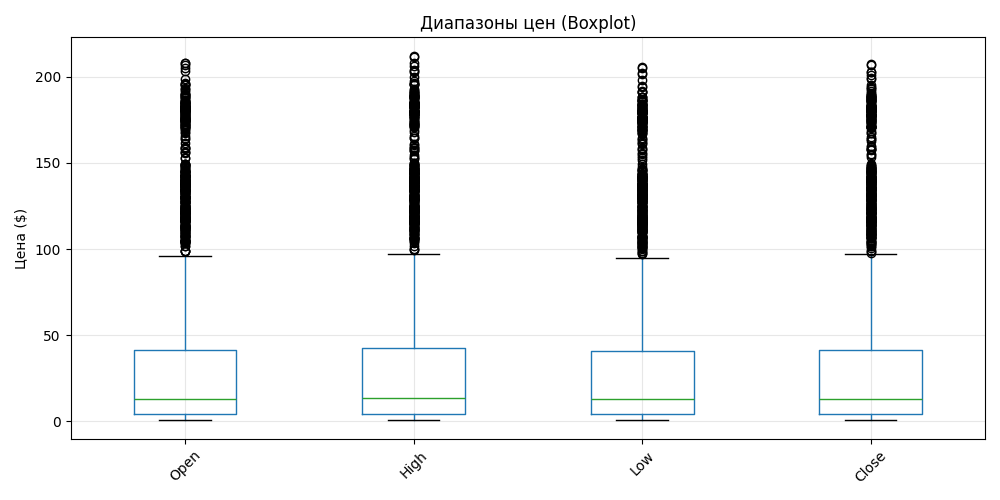 Диапазоны цен (Boxplot)
Цена ($)
200
150
100
50
0
Open
High
Low
Close